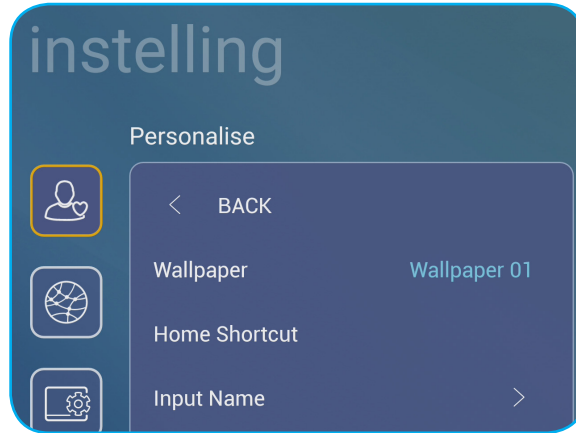 instelling
Personalise
BACK
Wallpaper Wallpaper 01
Home Shortcut
Input Name